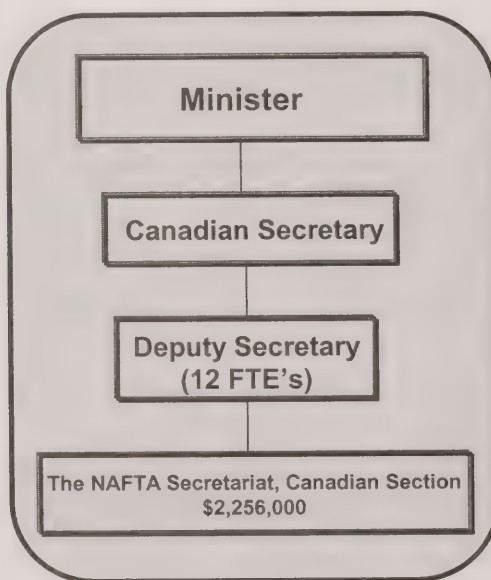 Minister
Canadian Secretary
Deputy Secretary
(12 FTE's)
The NAFTA Secretariat, Canadian Section
$2,256,000